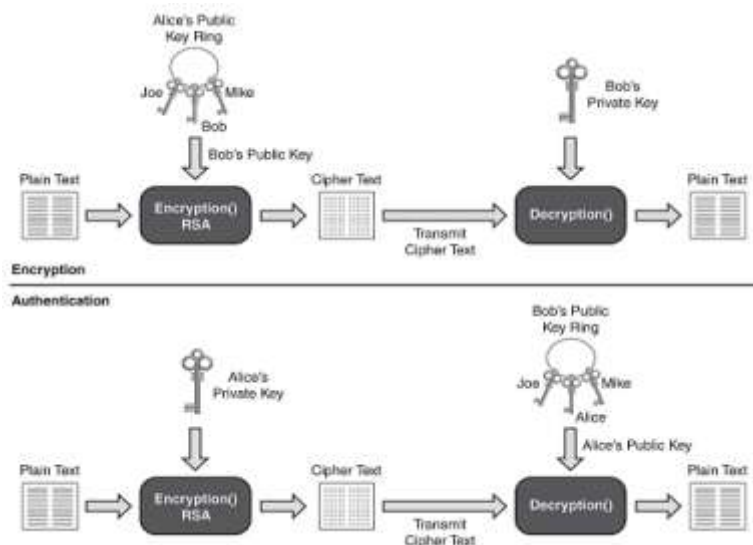 Alice's Public
Key Ring
Joe
Mike
Bob
Bob's Public Key
Bob's
Private Key
Plain Text
Encryption()
RSA
Cipher Text
Transmit
Cipher Text
Decryption()
Plain Text
Encryption
Authentication
Alice's
Private Key
Bob's Public
Key Ring
Joe
Mike
Alice
Alice's Public Key
Plain Text
Encryption()
RSA
Cipher Text
Transmit
Cipher Text
Decryption()
Plain Text